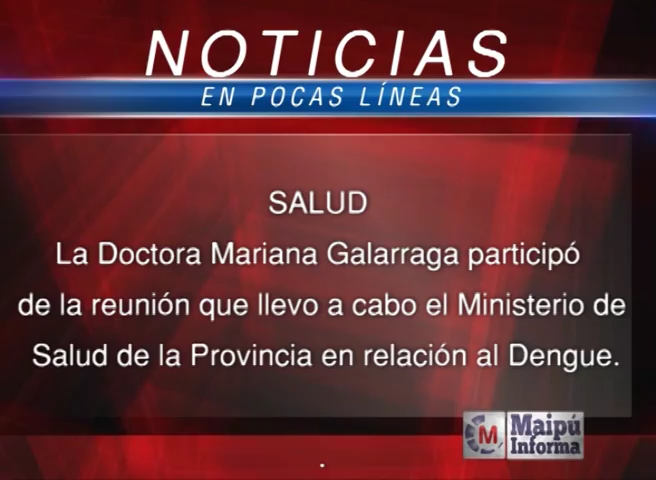 NOTICIAS
EN POCAS LÍNEAS
SALUD
La Doctora Mariana Galarraga participó
de la reunión que llevo a cabo el Ministerio de
Salud de la Provincia en relación al Dengue.
M Maipú
Informa
.